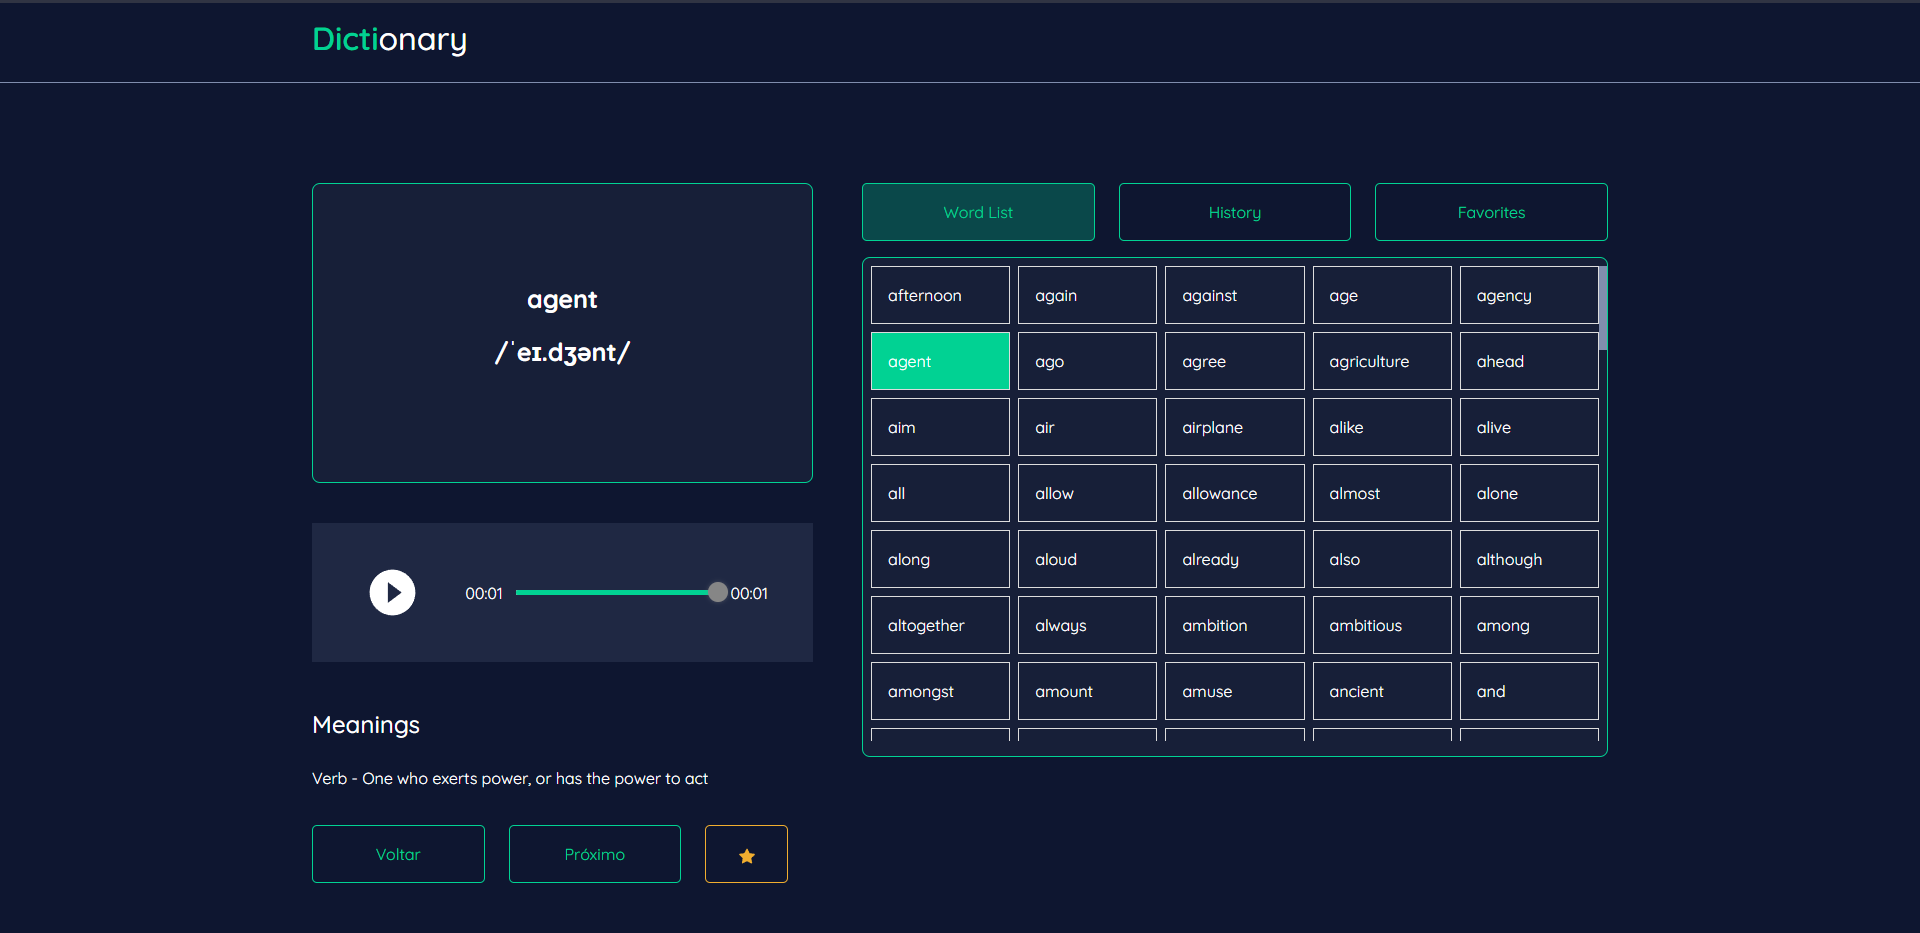 Dictionary
agent
/ˈeɪ.dʒənt/
00:01 00:01
Meanings
Verb - One who exerts power, or has the power to act
Voltar Próximo
Word List History Favorites
afternoon again against age agency
agent ago agree agriculture ahead
aim air airplane alike alive
all allow allowance almost alone
along aloud already also although
altogether always ambition ambitious among
amongst amount amuse ancient and